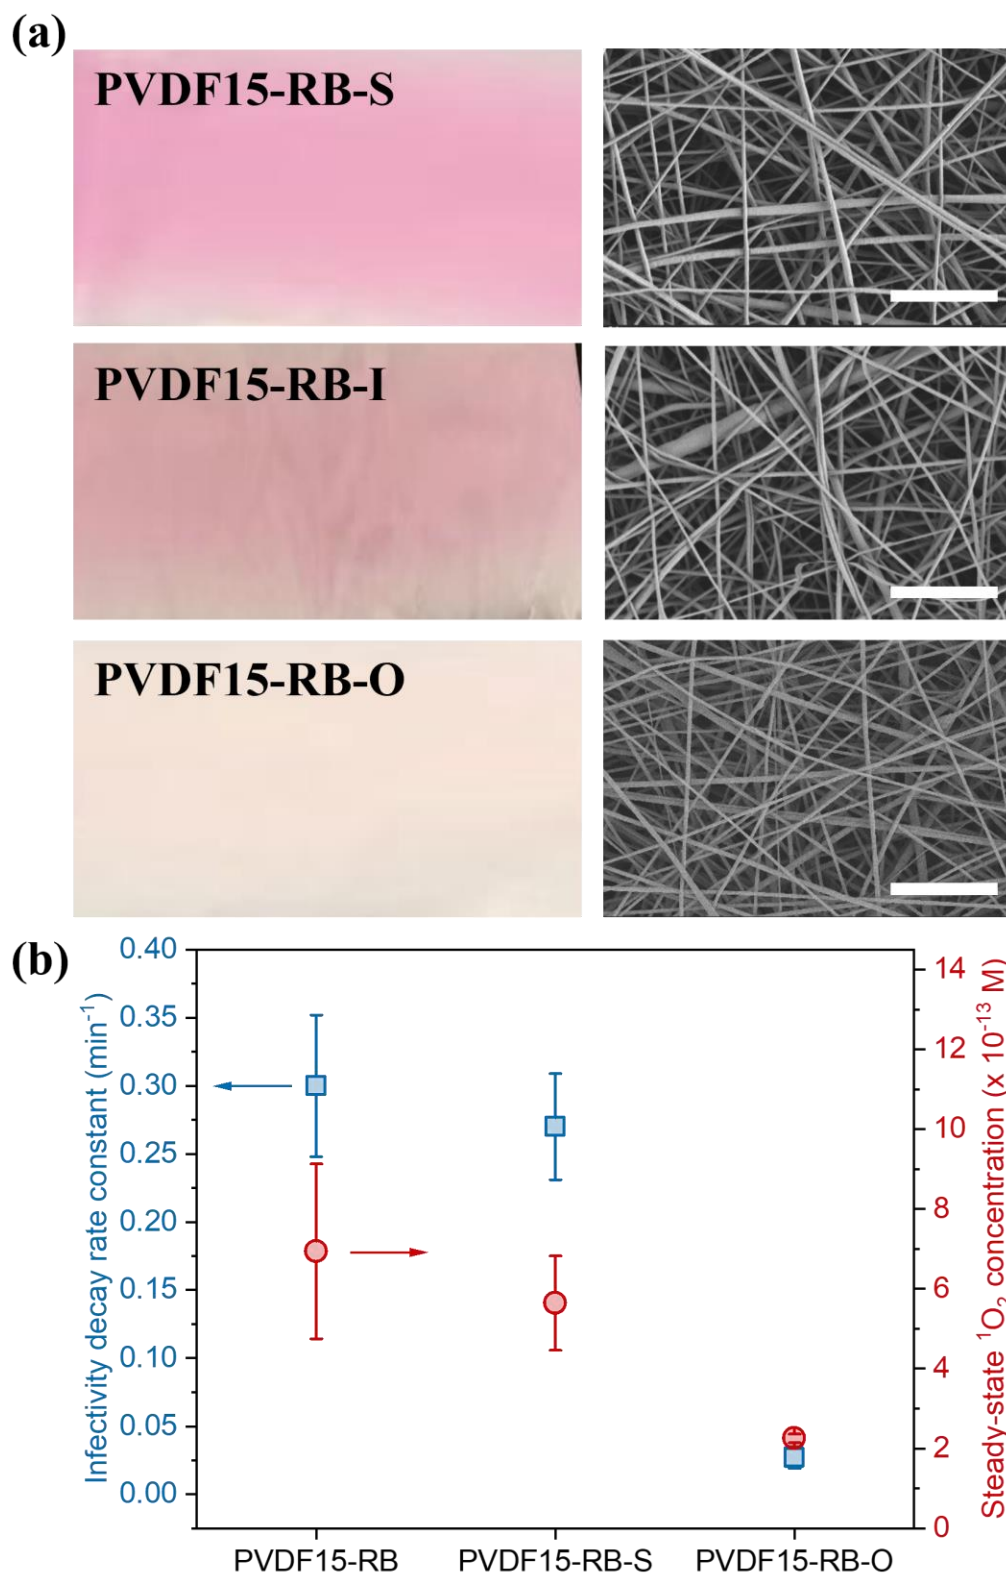 (a)
PVDF15-RB-S
PVDF15-RB-I
PVDF15-RB-O
(b)
Infectivity decay rate constant (min⁻¹)
0.40
0.35
0.30
0.25
0.20
0.15
0.10
0.05
0.00
14
12
10
8
6
4
2
0
Steady-state ¹O₂ concentration (x 10⁻¹³ M)
PVDF15-RB
PVDF15-RB-S
PVDF15-RB-O